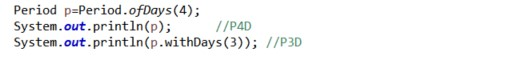 Period p=Period.ofDays(4);
System.out.println(p);      //P4D
System.out.println(p.withDays(3)); //P3D